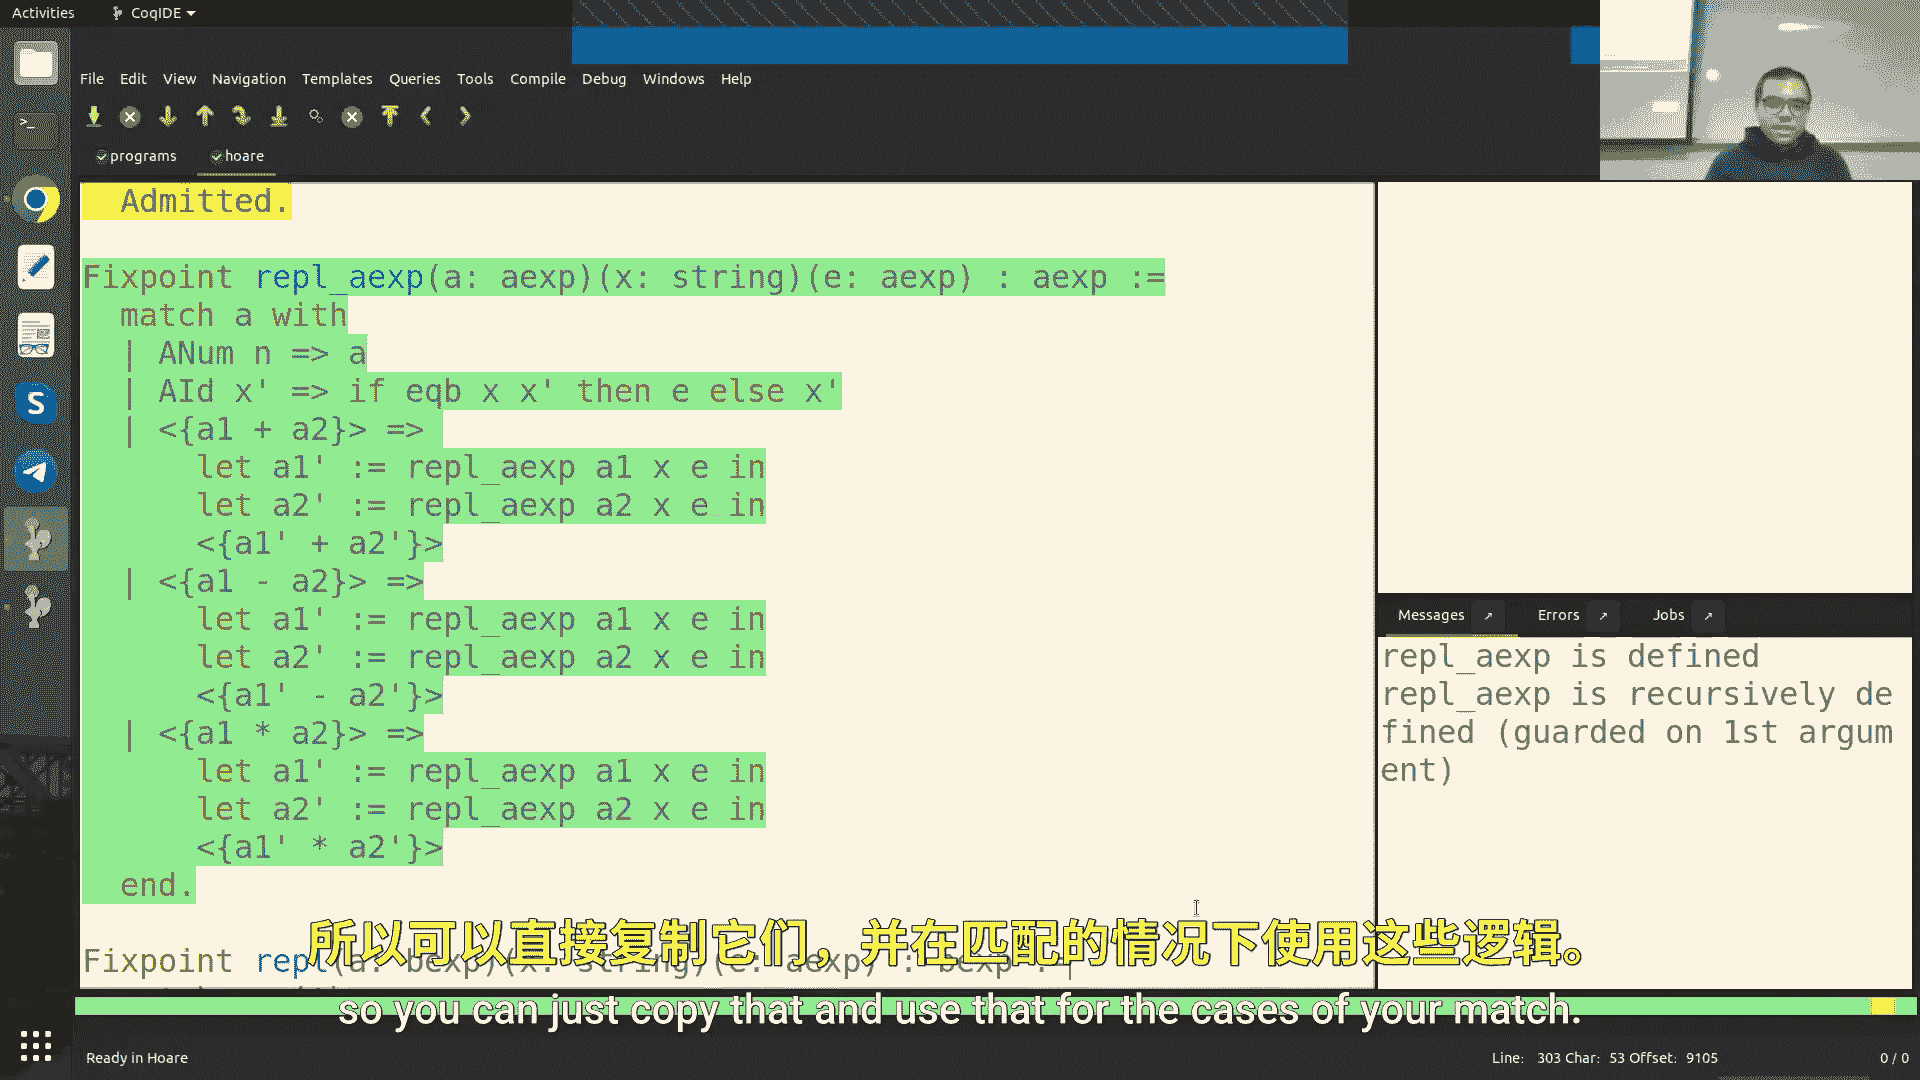 Activities
CoqIDE
File Edit View Navigation Templates Queries Tools Compile Debug Windows Help
programs
hoare
Admitted.
Fixpoint repl_aexp(a: aexp)(x: string)(e: aexp) : aexp :=
match a with
| ANum n => a
| AId x' => if eqb x x' then e else x'
| <{a1 + a2}> =>
let a1' := repl_aexp a1 x e in
let a2' := repl_aexp a2 x e in
<{a1' + a2'}>
| <{a1 - a2}> =>
let a1' := repl_aexp a1 x e in
let a2' := repl_aexp a2 x e in
<{a1' - a2'}>
| <{a1 * a2}> =>
let a1' := repl_aexp a1 x e in
let a2' := repl_aexp a2 x e in
<{a1' * a2'}>
end.
Fixpoint repl(a: bexp)(x: string)(e: aexp) : bexp :=
Messages
Errors
Jobs
repl_aexp is defined
repl_aexp is recursively de
fined (guarded on 1st argum
ent)
所以可以直接复制它们，并在匹配的情况下使用这些逻辑。
so you can just copy that and use that for the cases of your match.
Ready in Hoare
Line: 303 Char: 53 Offset: 9105
0 / 0